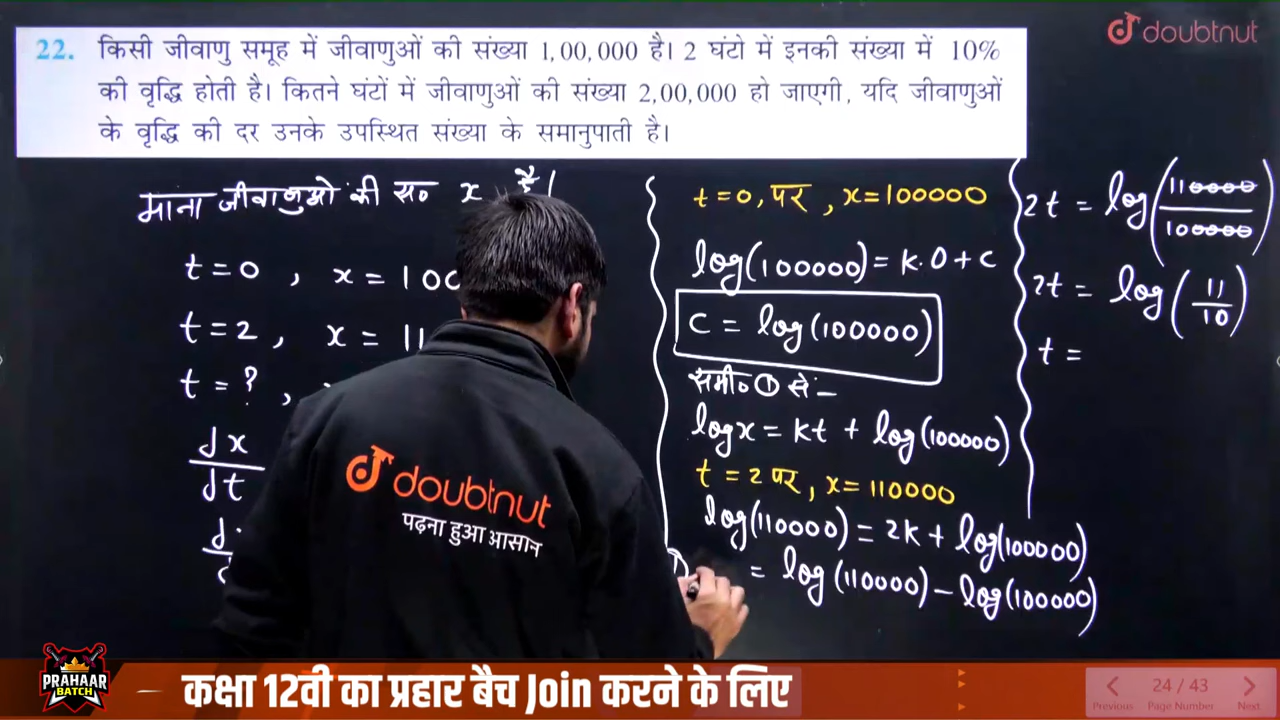 doubtnut
22. किसी जीवाणु समूह में जीवाणुओं की संख्या 1,00,000 है। 2 घंटो में इनकी संख्या में 10%
की वृद्धि होती है। कितने घंटों में जीवाणुओं की संख्या 2,00,000 हो जाएगी, यदि जीवाणुओं
के वृद्धि की दर उनके उपस्थित संख्या के समानुपाती है।
माना जीवाणुओ की स० x है।
t=0 , x = 100
t=2 , x = 11
t = ? ,
dx
dt
t=0, पर , x=100000
log(100000) = K.0 + C
C = log(100000)
समी० ① से:-
log x = kt + log(100000)
t = 2 पर, x = 110000
log(110000) = 2K + log(100000)
= log(110000) - log(100000)
2t = log(110000/100000)
2t = log(11/10)
t =
doubtnut
पढ़ना हुआ आसान
PRAHAAR
BATCH
कक्षा 12वी का प्रहार बैच Join करने के लिए
24 / 43
Previous Page Number Next